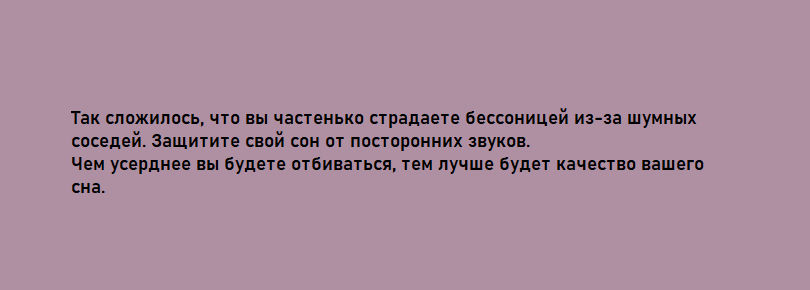 Так сложилось, что вы частенько страдаете бессоницей из-за шумных
соседей. Защитите свой сон от посторонних звуков.
Чем усерднее вы будете отбиваться, тем лучше будет качество вашего
сна.